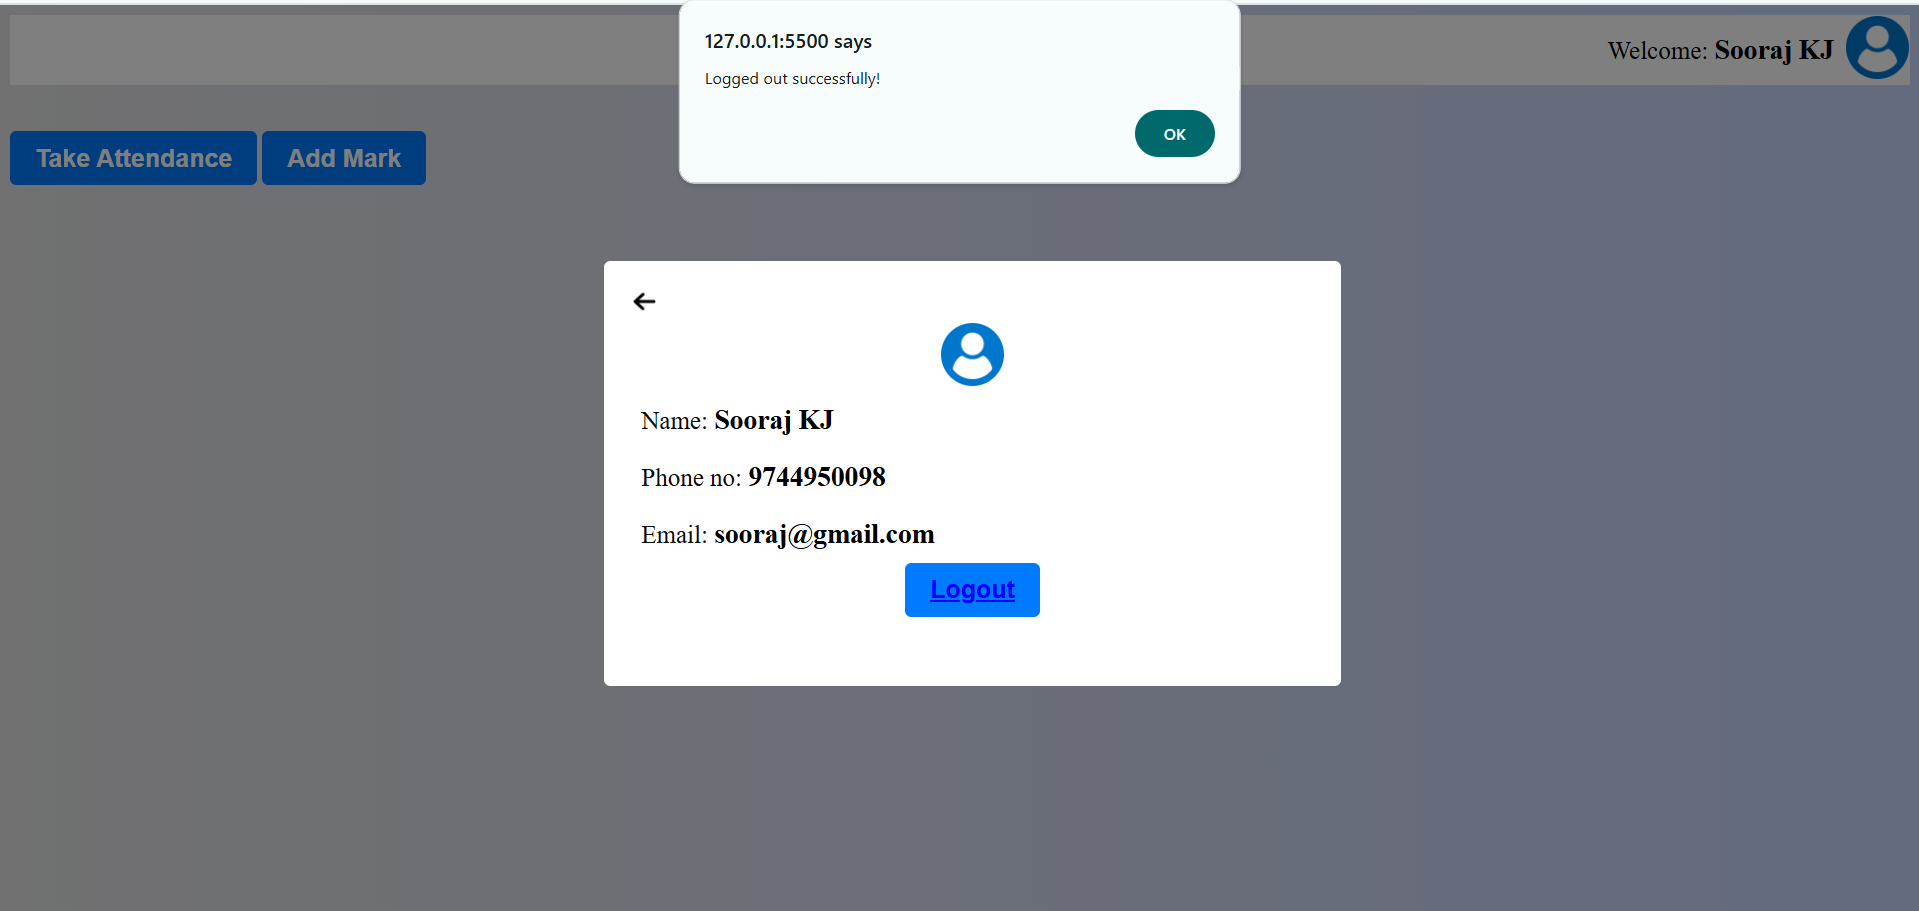 127.0.0.1:5500 says
Logged out successfully!
OK
Welcome: Sooraj KJ
Take Attendance
Add Mark
Name: Sooraj KJ
Phone no: 9744950098
Email: sooraj@gmail.com
Logout